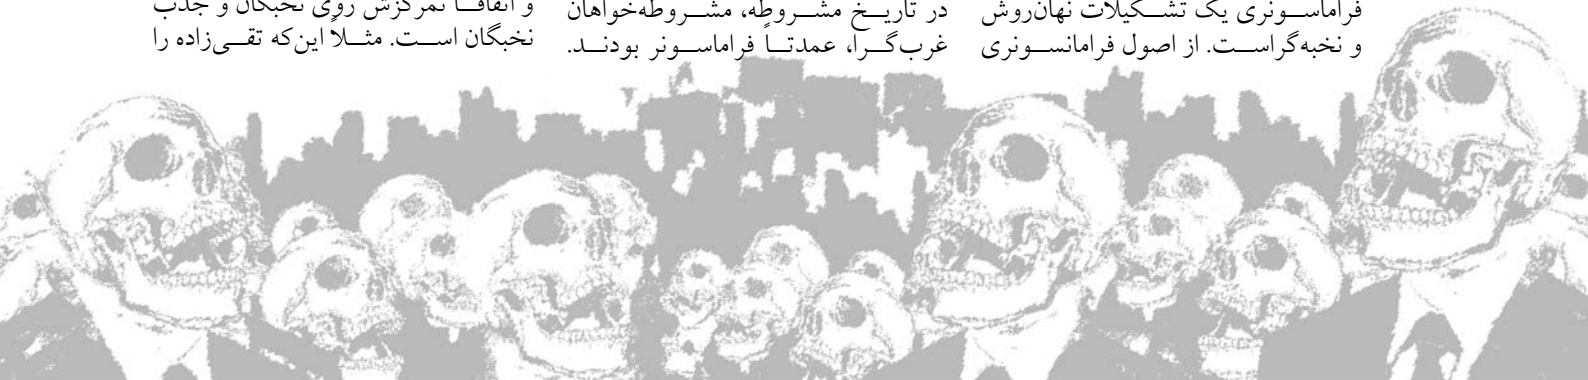 فراماسونری یک تشکیلات نهان‌روش
و نخبه‌گراست. از اصول فرامانسونری
در تاریخ مشروطه، مشروطه‌خواهان
غرب‌گرا، عمدتاً فراماسونر بودند.
و اتفاقاً تمرکزش روی نخبگان و جذب
نخبگان است. مثلاً این‌که تقی‌زاده را